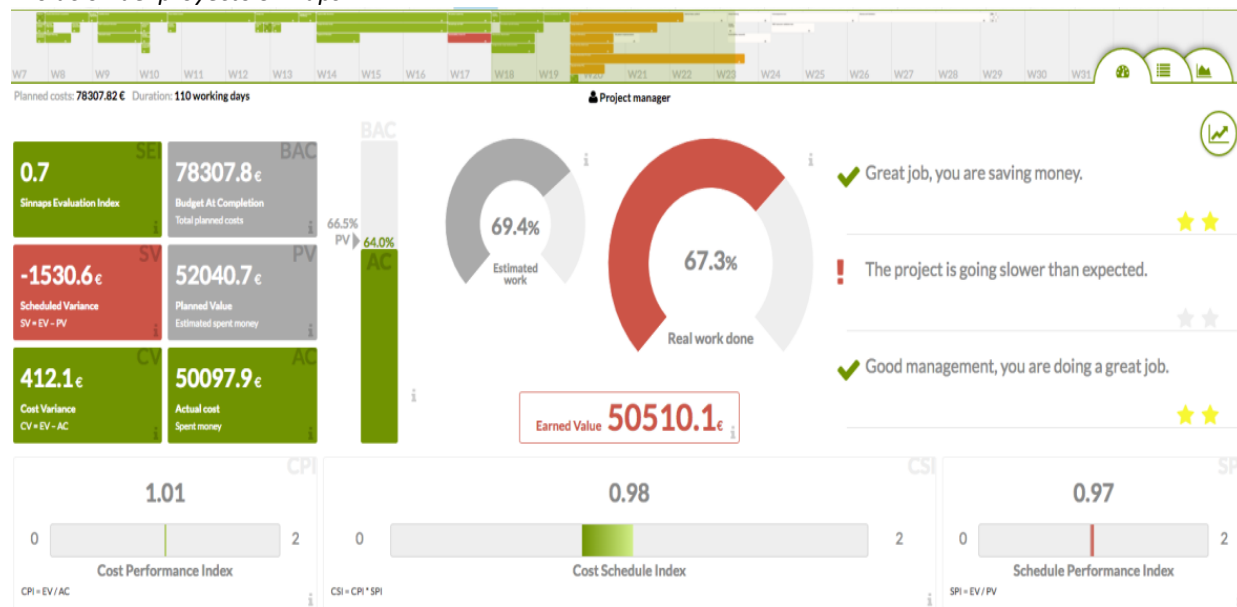 W7 W8 W9 W10 W11 W12 W13 W14 W15 W16 W17 W18 W19 W21 W22 W23 W24 W25 W26 W27 W28 W29 W30 W31
Planned costs: 78307.82 € Duration: 110 working days
Project manager
SEI
0.7
Sinnaps Evaluation Index
BAC
78307.8 €
Budget At Completion
Total planned costs
SV
-1530.6 €
Scheduled Variance
SV = EV - PV
PV
52040.7 €
Planned Value
Estimated spent money
CV
412.1 €
Cost Variance
CV = EV - AC
AC
50097.9 €
Actual cost
Spent money
BAC
66.5%
PV
64.0%
AC
69.4%
Estimated
work
67.3%
Real work done
Earned Value 50510.1€
Great job, you are saving money.
The project is going slower than expected.
Good management, you are doing a great job.
CPI
1.01
0 2
Cost Performance Index
CPI = EV / AC
CSI
0.98
0 2
Cost Schedule Index
CSI = CPI * SPI
SP
0.97
0 2
Schedule Performance Index
SPI = EV / PV